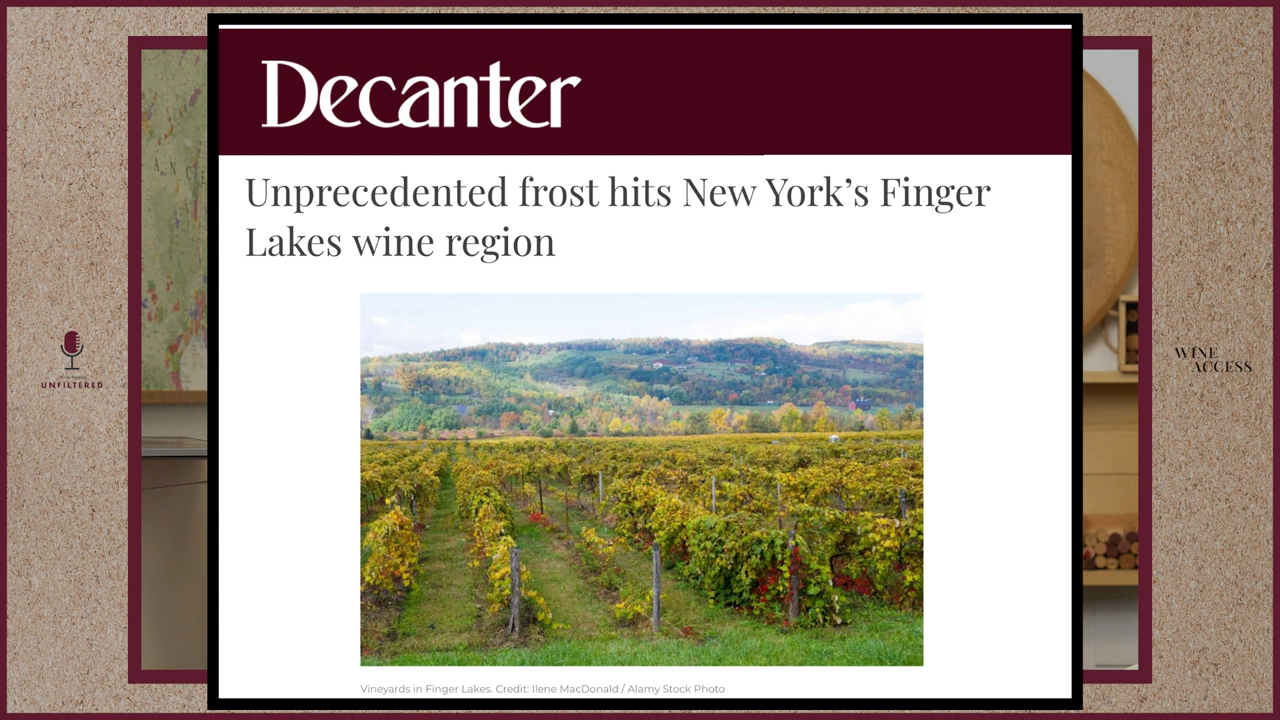 Decanter
Unprecedented frost hits New York’s Finger
Lakes wine region
ANCE
UNFILTERED
WINE
ACCESS
Vineyards in Finger Lakes. Credit: Ilene MacDonald / Alamy Stock Photo